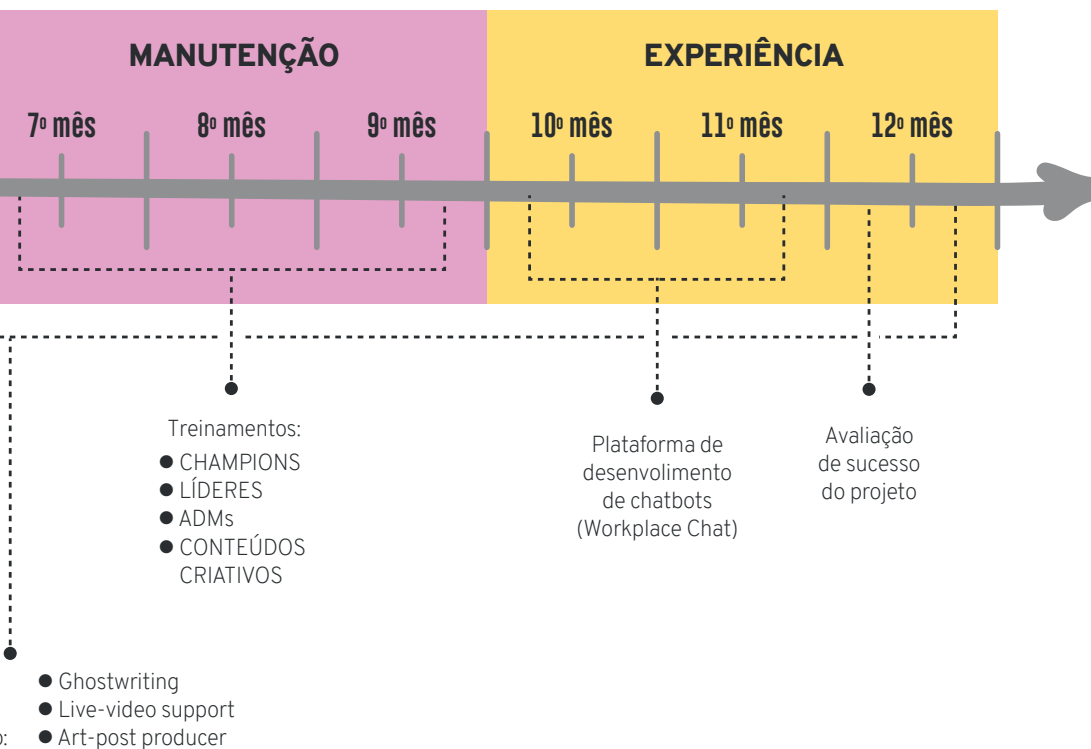 MANUTENÇÃO
EXPERIÊNCIA
7º mês
8º mês
9º mês
10º mês
11º mês
12º mês
Treinamentos:
● CHAMPIONS
● LÍDERES
● ADMs
● CONTEÚDOS
CRIATIVOS
Plataforma de
desenvolimento
de chatbots
(Workplace Chat)
Avaliação
de sucesso
do projeto
● Ghostwriting
● Live-video support
● Art-post producer